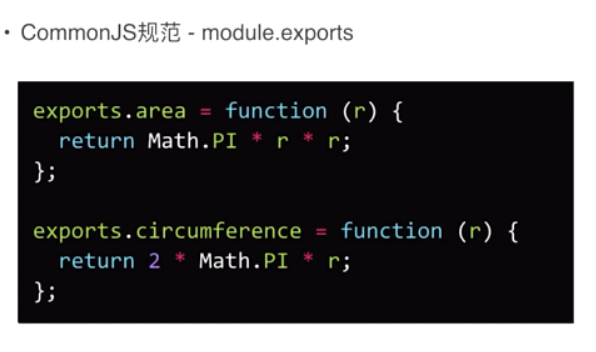 • CommonJS规范 - module.exports
exports.area = function (r) {
  return Math.PI * r * r;
};
exports.circumference = function (r) {
  return 2 * Math.PI * r;
};